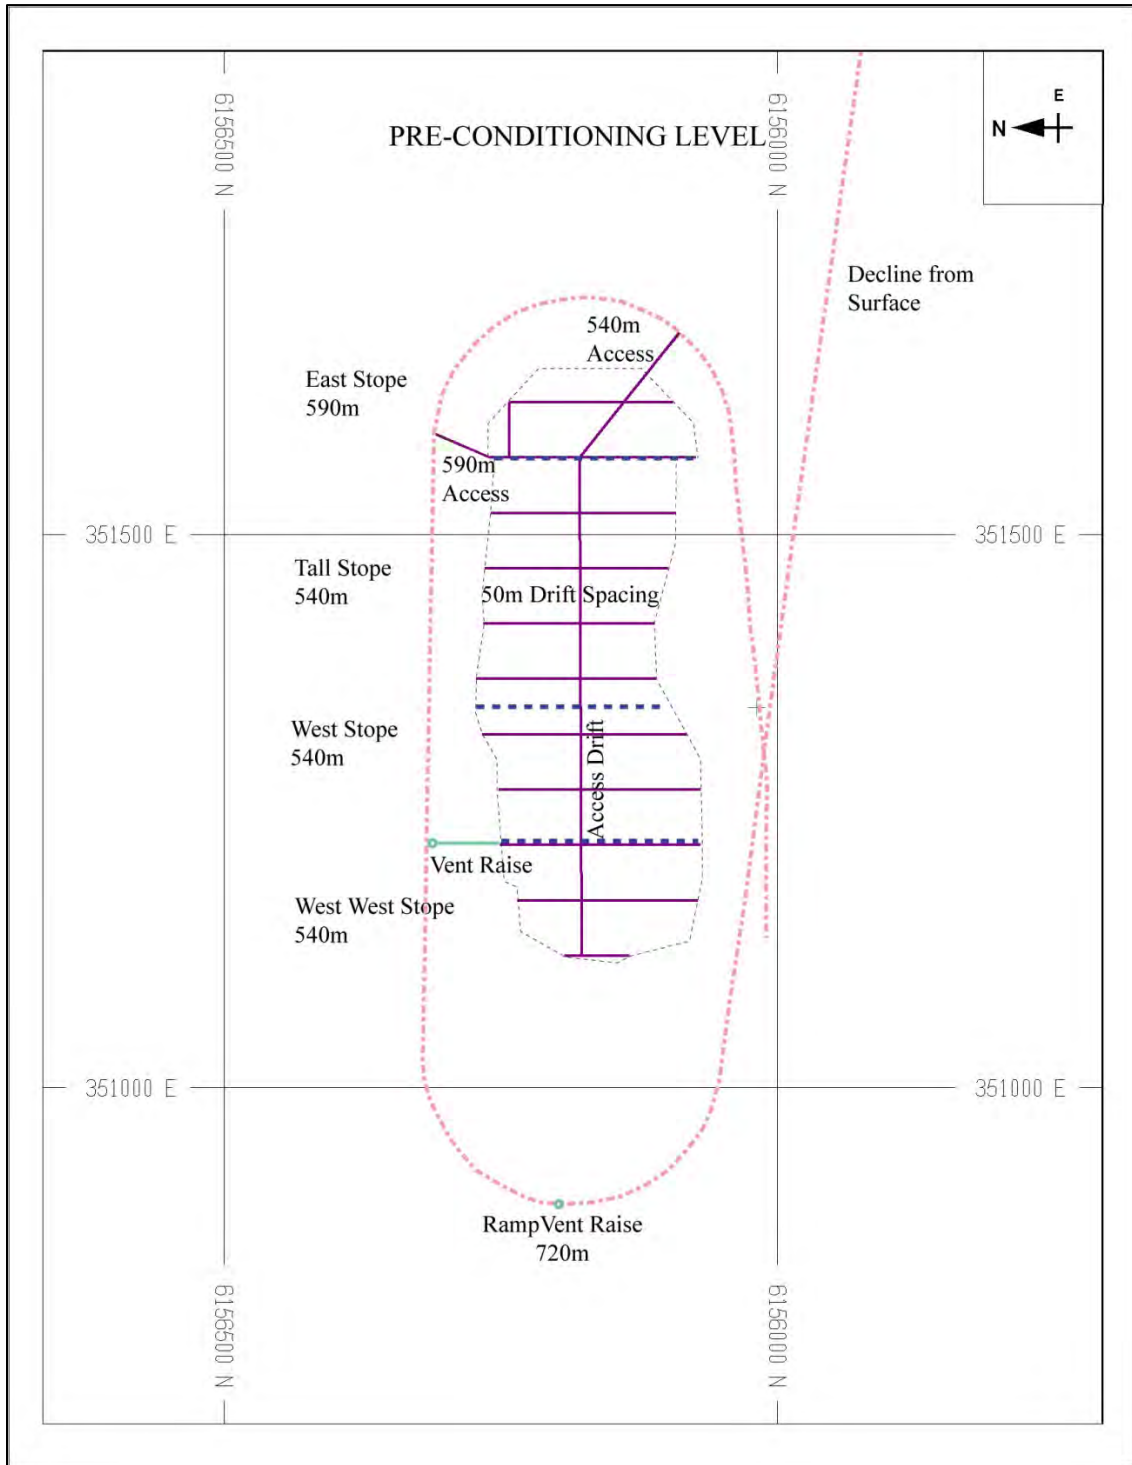 E
N
6156500 N
6156000 N
PRE-CONDITIONING LEVEL
Decline from
Surface
540m
Access
East Stope
590m
590m
Access
351500 E
351500 E
Tall Stope
540m
50m Drift Spacing
West Stope
540m
Access Drift
Vent Raise
West West Stope
540m
351000 E
351000 E
RampVent Raise
720m
6156500 N
6156000 N